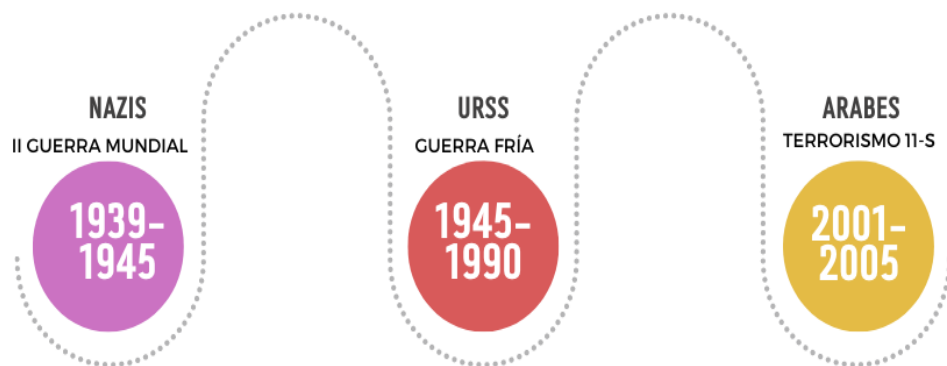 NAZIS
II GUERRA MUNDIAL
1939-
1945
URSS
GUERRA FRÍA
1945-
1990
ARABES
TERRORISMO 11-S
2001-
2005